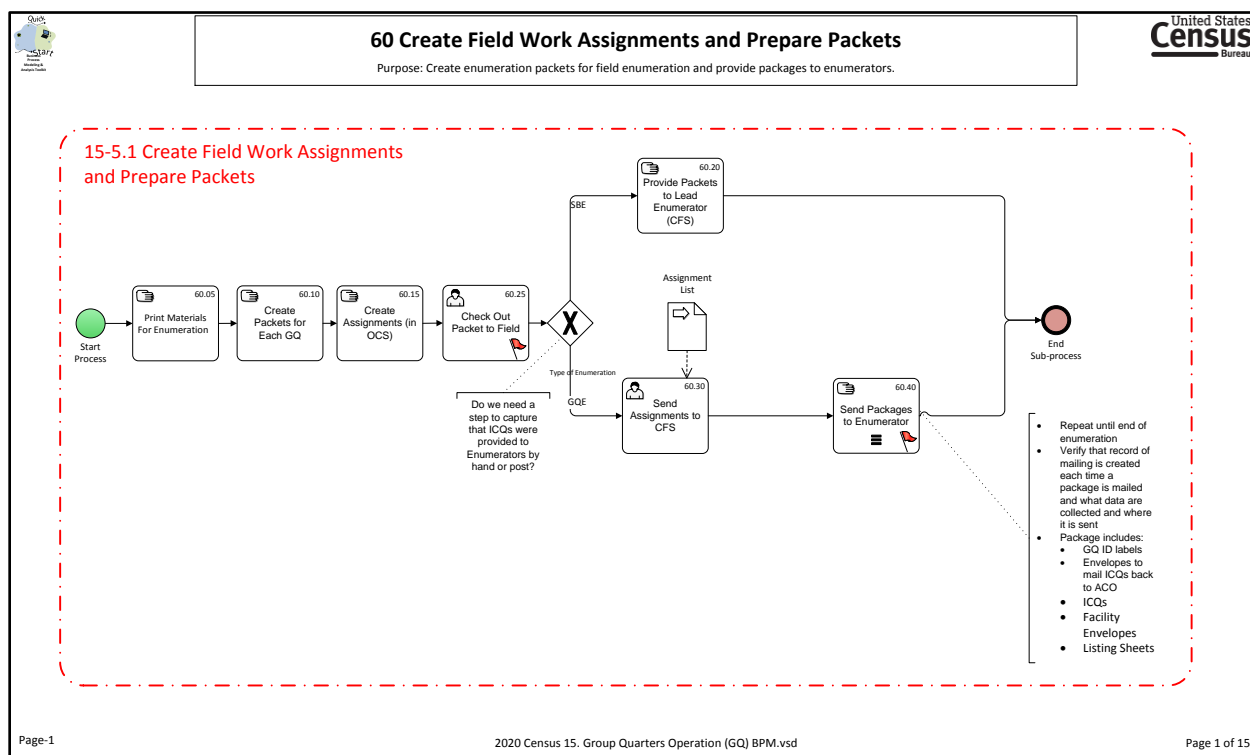 Quick
Start
Business
Process
Modeling &
Analysis Toolkit
60 Create Field Work Assignments and Prepare Packets
Purpose: Create enumeration packets for field enumeration and provide packages to enumerators.
United States
Census
Bureau
15-5.1 Create Field Work Assignments
and Prepare Packets
Start
Process
60.05
Print Materials
For Enumeration
60.10
Create
Packets for
Each GQ
60.15
Create
Assignments (in
OCS)
60.25
Check Out
Packet to Field
X
Type of Enumeration
Do we need a
step to capture
that ICQs were
provided to
Enumerators by
hand or post?
SBE
60.20
Provide Packets
to Lead
Enumerator
(CFS)
GQE
Assignment
List
60.30
Send
Assignments to
CFS
60.40
Send Packages
to Enumerator
End
Sub-process
• Repeat until end of
enumeration
• Verify that record of
mailing is created
each time a
package is mailed
and what data are
collected and where
it is sent
• Package includes:
• GQ ID labels
• Envelopes to
mail ICQs back
to ACO
• ICQs
• Facility
Envelopes
• Listing Sheets
Page-1
2020 Census 15. Group Quarters Operation (GQ) BPM.vsd
Page 1 of 15